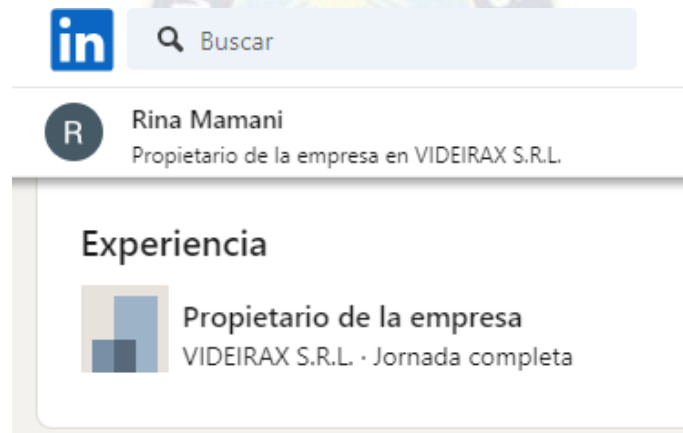 in Buscar
R
Rina Mamani
Propietario de la empresa en VIDEIRAX S.R.L.
Experiencia
Propietario de la empresa
VIDEIRAX S.R.L. · Jornada completa